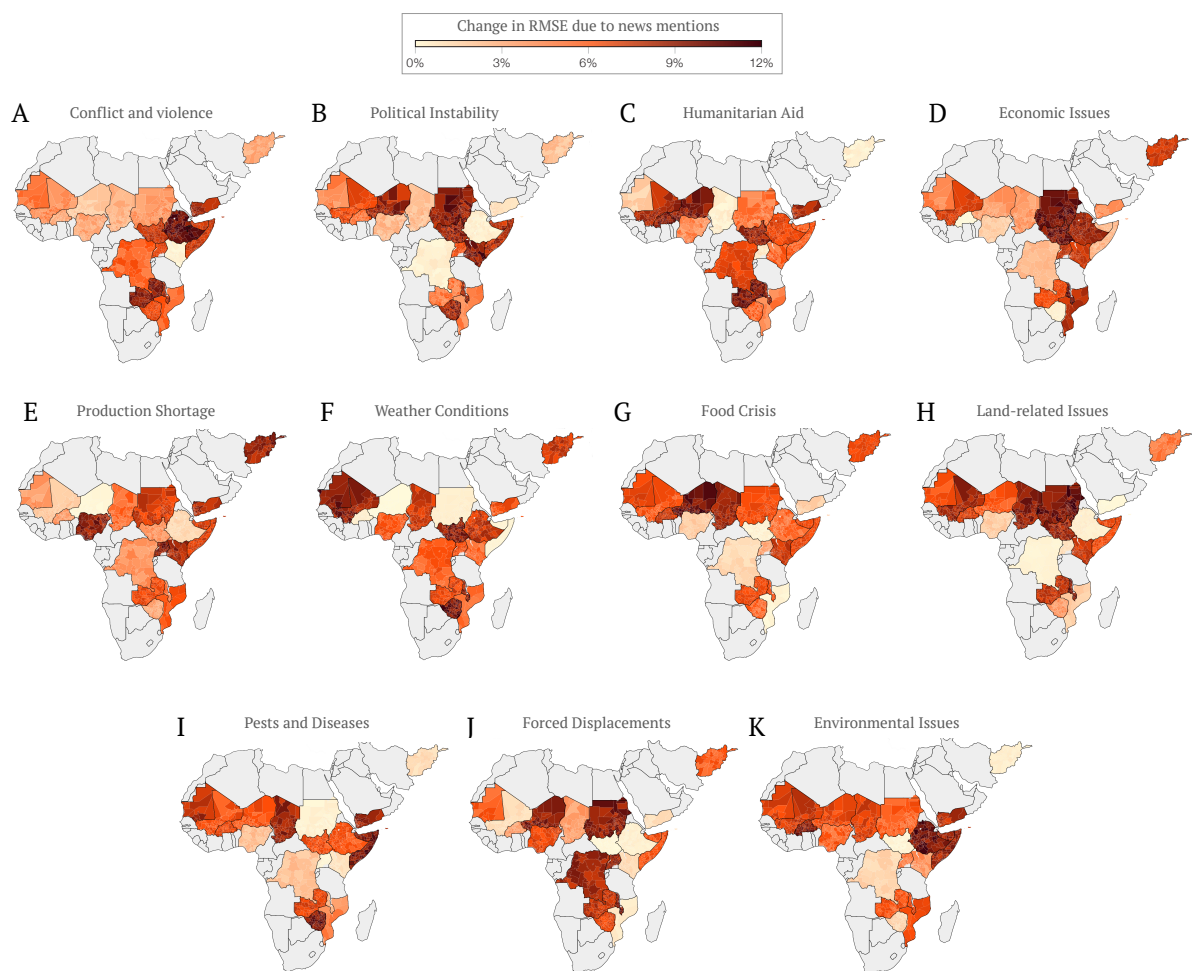 Change in RMSE due to news mentions
0% 3% 6% 9% 12%
A Conflict and violence
B Political Instability
C Humanitarian Aid
D Economic Issues
E Production Shortage
F Weather Conditions
G Food Crisis
H Land-related Issues
I Pests and Diseases
J Forced Displacements
K Environmental Issues